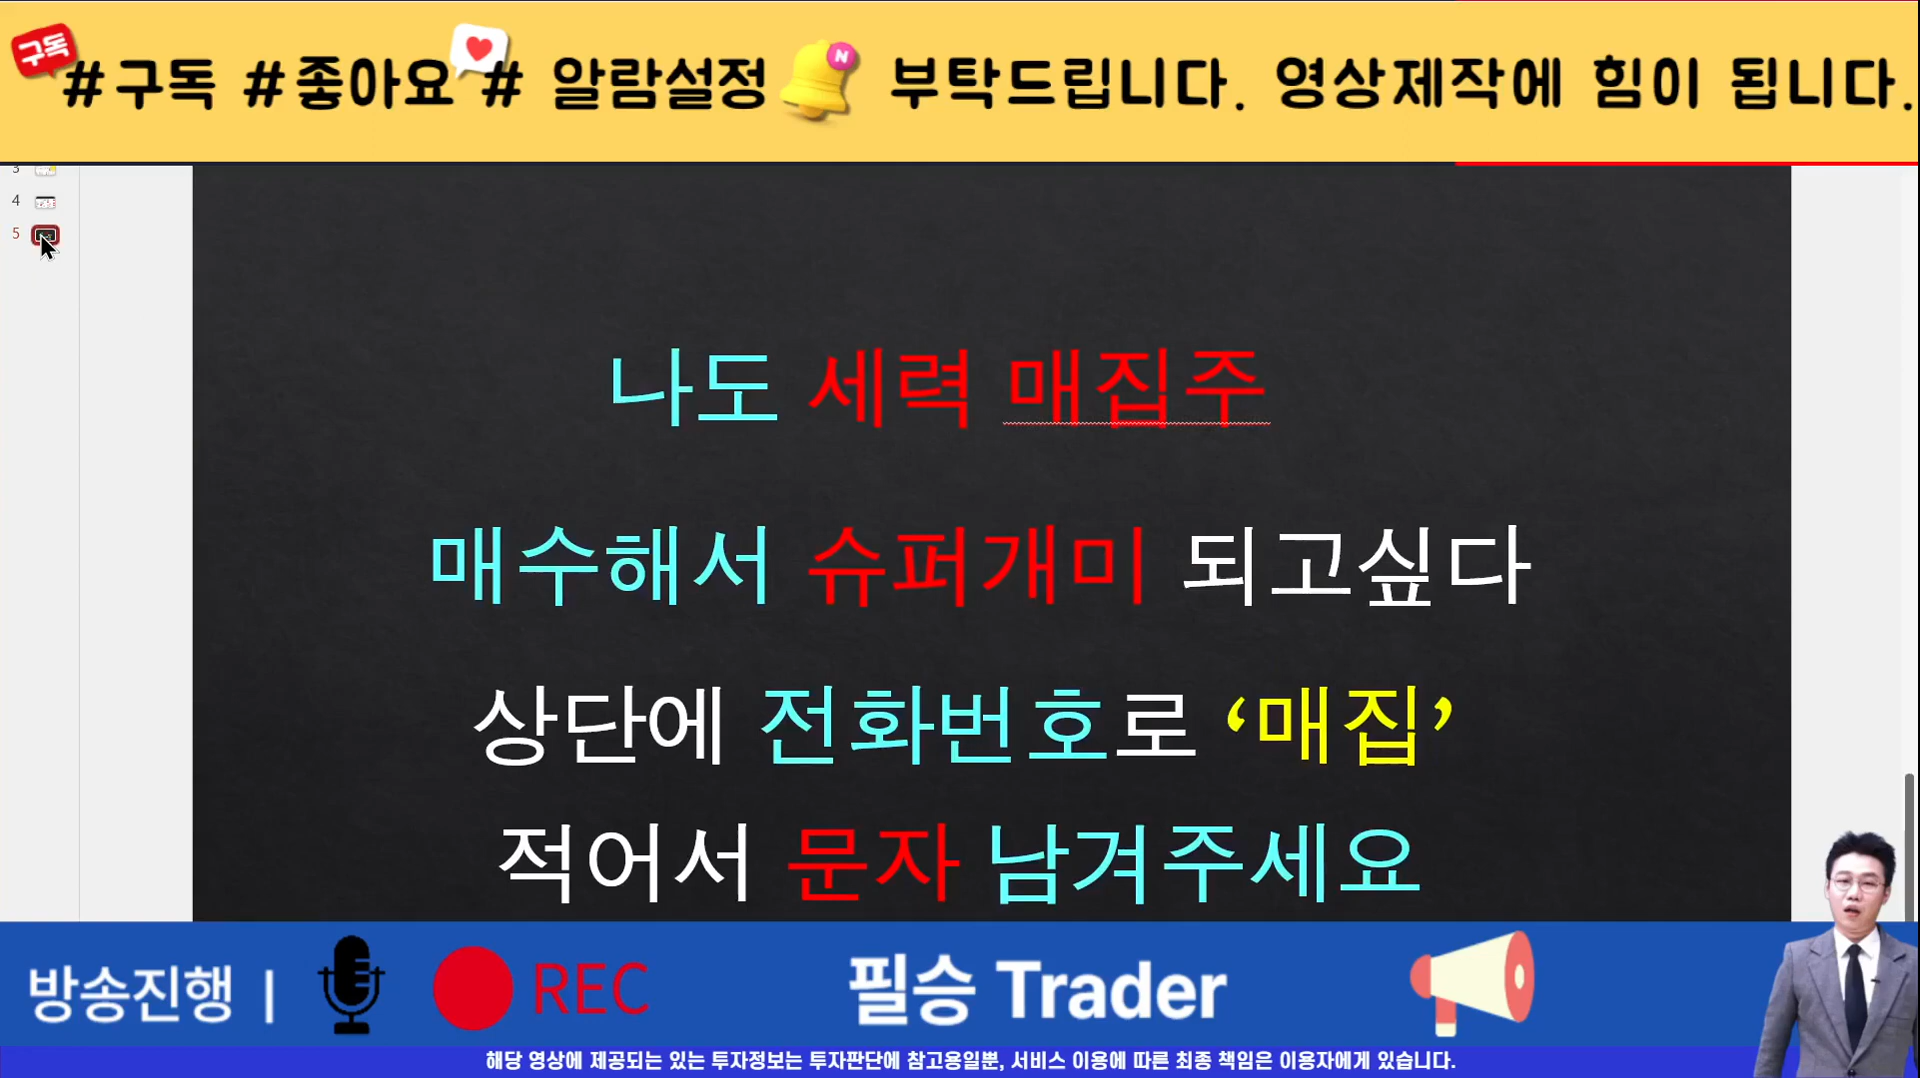 구독
#구독 #좋아요 # 알람설정 N 부탁드립니다. 영상제작에 힘이 됩니다.
3
4
5
나도 세력 매집주
매수해서 슈퍼개미 되고싶다
상단에 전화번호로 ‘매집’
적어서 문자 남겨주세요
방송진행 | REC 필승 Trader
해당 영상에 제공되는 있는 투자정보는 투자판단에 참고용일뿐, 서비스 이용에 따른 최종 책임은 이용자에게 있습니다.